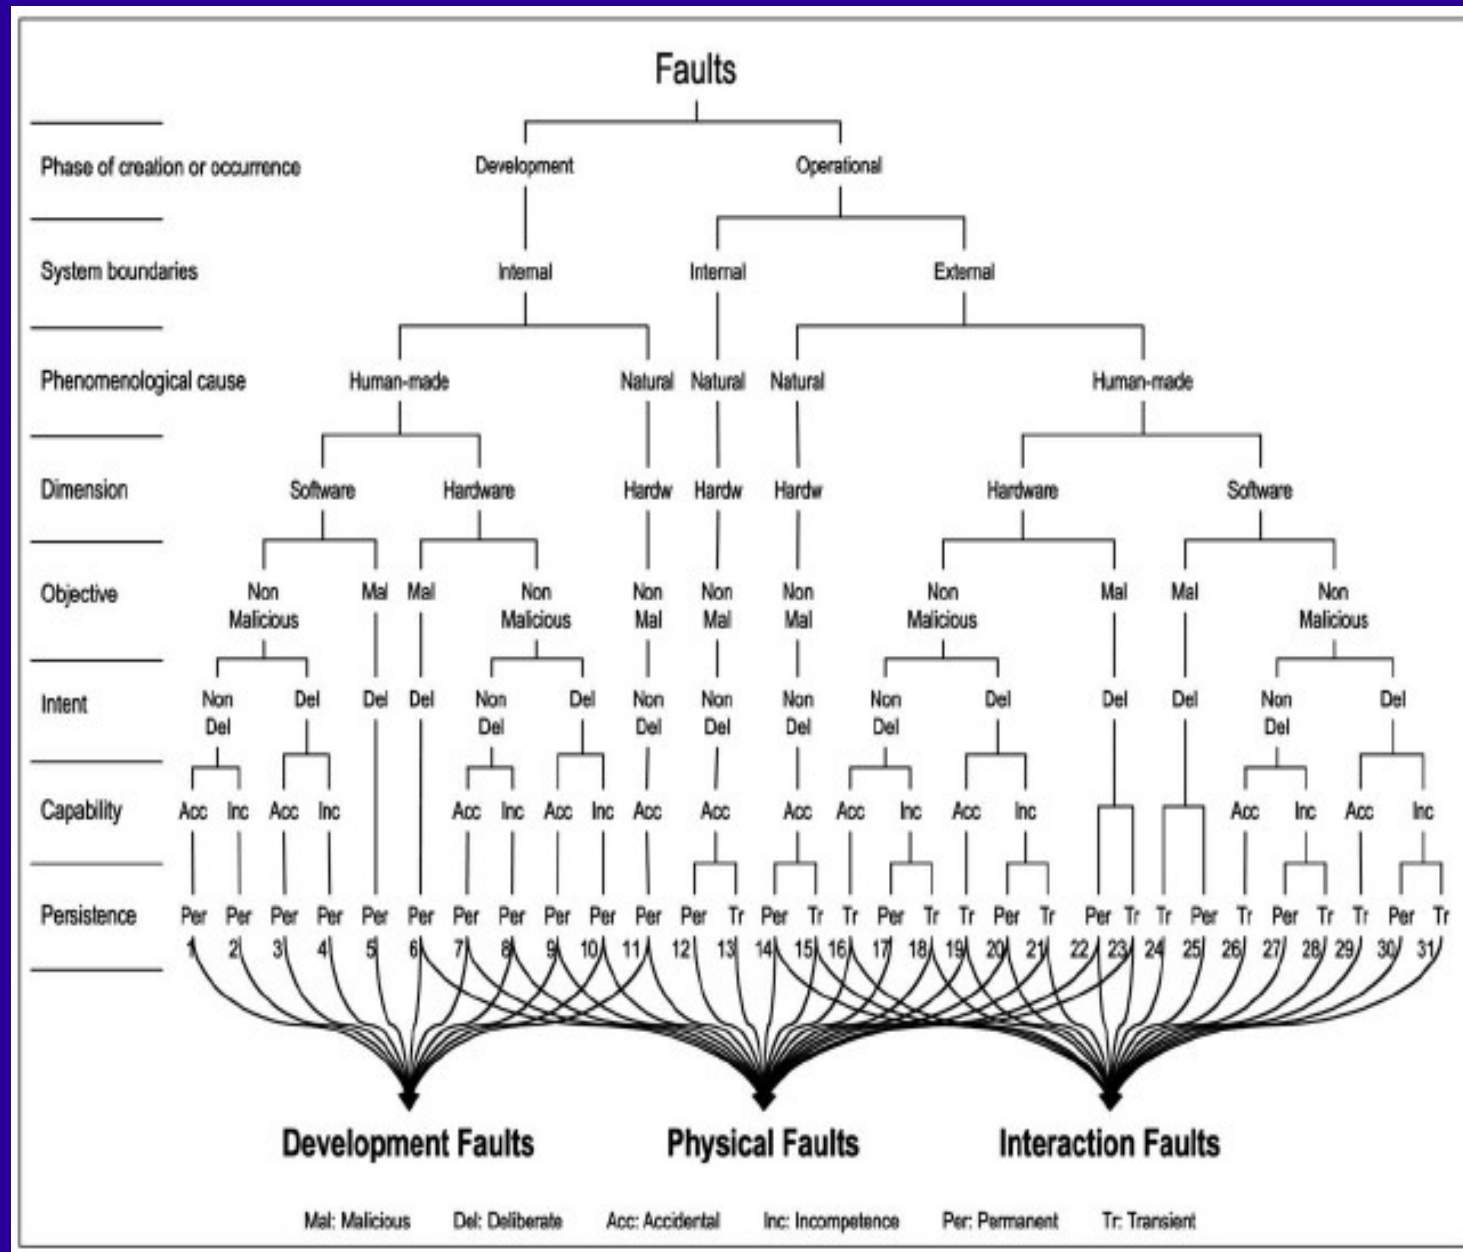 Faults
Phase of creation or occurrence Development Operational
System boundaries Internal Internal External
Phenomenological cause Human-made Natural Natural Natural Human-made
Dimension Software Hardware Hardw Hardw Hardw Hardware Software
Objective Non Mal Mal Non Non Non Non Non Mal Mal Non
Malicious Malicious Mal Mal Mal Malicious Malicious
Intent Non Del Del Del Non Del Non Non Non Non Del Del Del Non Del
Del Del Del Del Del Del Del
Capability Acc Inc Acc Inc Acc Inc Acc Inc Acc Acc Acc Acc Inc Acc Inc Acc Inc Acc Inc
Persistence Per Per Per Per Per Per Per Per Per Per Per Per Tr Per Tr Tr Per Tr Tr Per Tr Per Tr Tr Per Tr Per Tr Tr Per Tr
1 2 3 4 5 6 7 8 9 10 11 12 13 14 15 16 17 18 19 20 21 22 23 24 25 26 27 28 29 30 31
Development Faults Physical Faults Interaction Faults
Mal: Malicious Del: Deliberate Acc: Accidental Inc: Incompetence Per: Permanent Tr: Transient